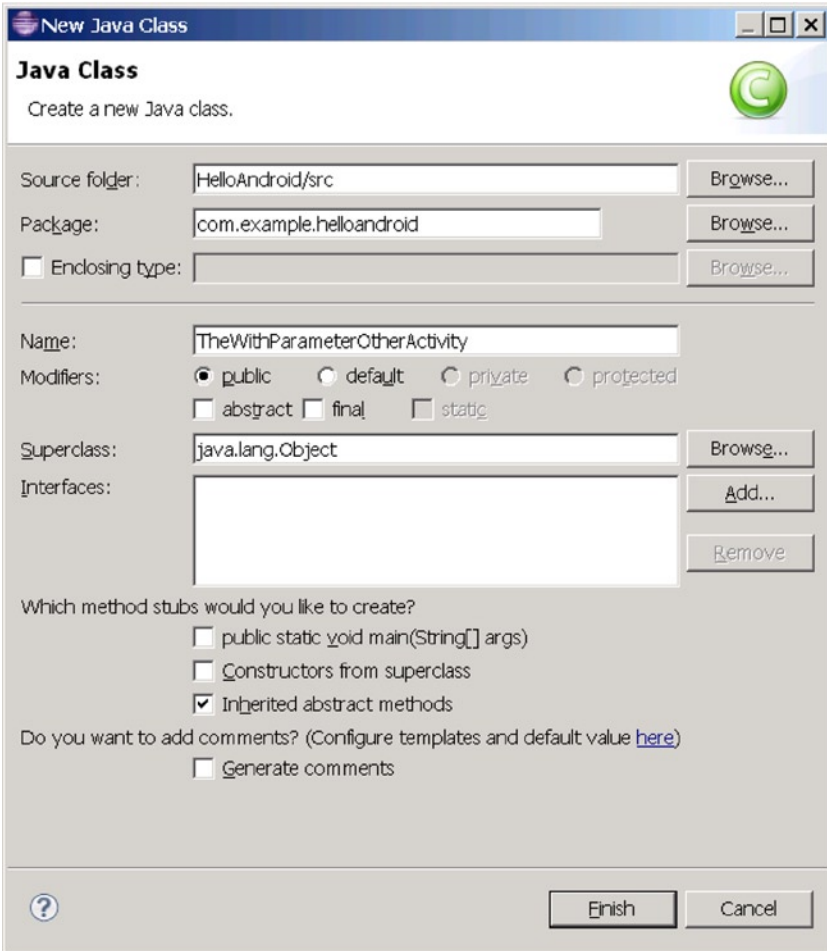 New Java Class
Java Class
Create a new Java class.
C
Source folder: HelloAndroid/src Browse...
Package: com.example.helloandroid Browse...
Enclosing type: Browse...
Name: TheWithParameterOtherActivity
Modifiers: public default private protected
abstract final static
Superclass: java.lang.Object Browse...
Interfaces: Add...
Remove
Which method stubs would you like to create?
public static void main(String[] args)
Constructors from superclass
Inherited abstract methods
Do you want to add comments? (Configure templates and default value here)
Generate comments
? Finish Cancel